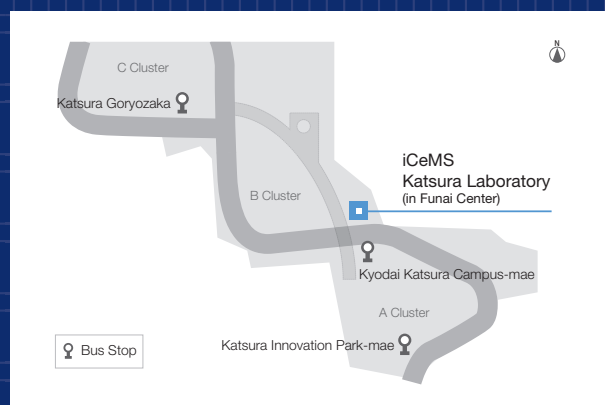 N
C Cluster
Katsura Goryozaka
iCeMS
Katsura Laboratory
(in Funai Center)
B Cluster
Kyodai Katsura Campus-mae
A Cluster
Katsura Innovation Park-mae
Bus Stop